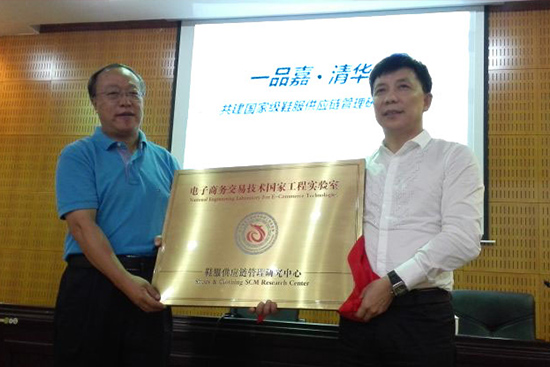 一品嘉·清华
共建国家级鞋服供应链管理研
电子商务交易技术国家工程实验室
National Engineering Laboratory For E-Commerce Technologie
鞋服供应链管理研究中心
Shoes & Clothing SCM Research Center